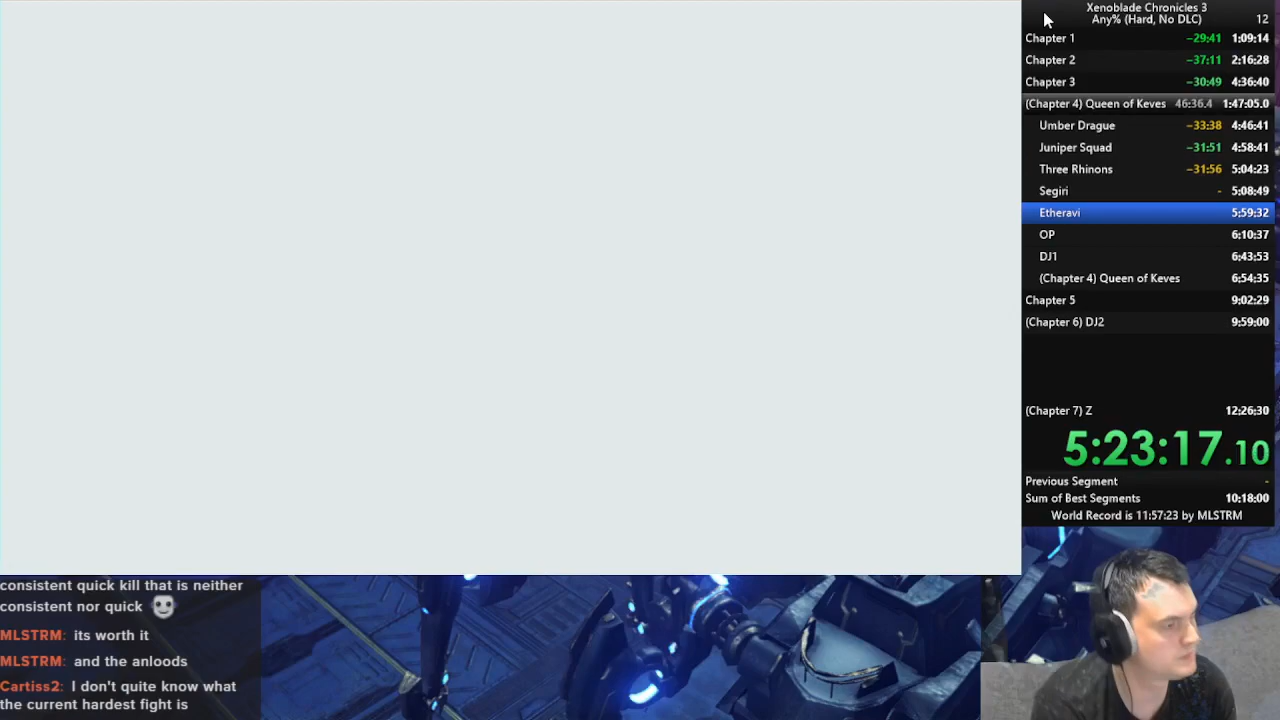 Xenoblade Chronicles 3
Any% (Hard, No DLC) 12
Chapter 1 −29:41 1:09:14
Chapter 2 −37:11 2:16:28
Chapter 3 −30:49 4:36:40
(Chapter 4) Queen of Keves 46:36.4 1:47:05.0
Umber Drague −33:38 4:46:41
Juniper Squad −31:51 4:58:41
Three Rhinons −31:56 5:04:23
Segiri - 5:08:49
Etheravi 5:59:32
OP 6:10:37
DJ1 6:43:53
(Chapter 4) Queen of Keves 6:54:35
Chapter 5 9:02:29
(Chapter 6) DJ2 9:59:00
(Chapter 7) Z 12:26:30
5:23:17.10
Previous Segment -
Sum of Best Segments 10:18:00
World Record is 11:57:23 by MLSTRM
consistent quick kill that is neither
consistent nor quick
MLSTRM: its worth it
MLSTRM: and the anloods
Cartiss2: I don't quite know what
the current hardest fight is